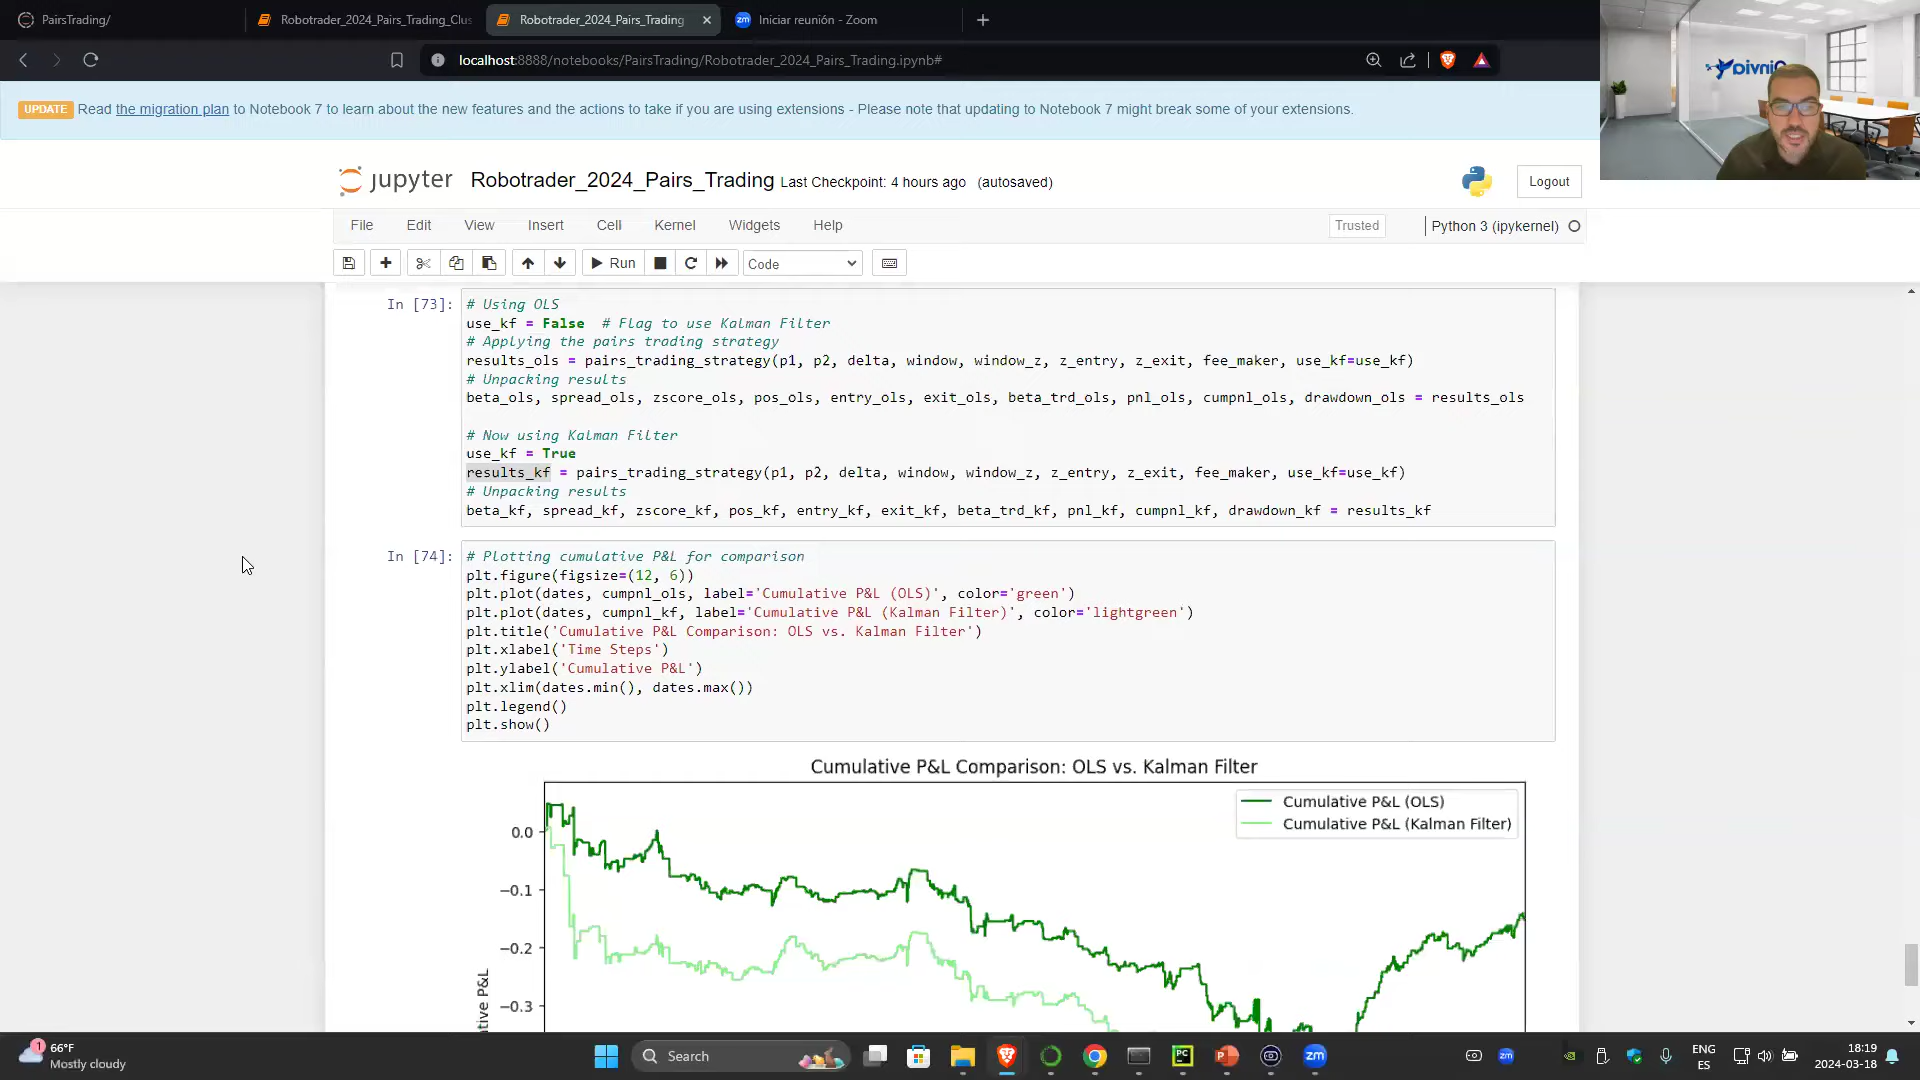 PairsTrading/
Robotrader_2024_Pairs_Trading_Clus
Robotrader_2024_Pairs_Trading
zm Iniciar reunión - Zoom
localhost:8888/notebooks/PairsTrading/Robotrader_2024_Pairs_Trading.ipynb#
UPDATE Read the migration plan to Notebook 7 to learn about the new features and the actions to take if you are using extensions - Please note that updating to Notebook 7 might break some of your extensions.
jupyter Robotrader_2024_Pairs_Trading Last Checkpoint: 4 hours ago (autosaved)
Logout
File Edit View Insert Cell Kernel Widgets Help
Trusted
Python 3 (ipykernel)
Run
Code
In [73]:
# Using OLS
use_kf = False  # Flag to use Kalman Filter
# Applying the pairs trading strategy
results_ols = pairs_trading_strategy(p1, p2, delta, window, window_z, z_entry, z_exit, fee_maker, use_kf=use_kf)
# Unpacking results
beta_ols, spread_ols, zscore_ols, pos_ols, entry_ols, exit_ols, beta_trd_ols, pnl_ols, cumpnl_ols, drawdown_ols = results_ols
# Now using Kalman Filter
use_kf = True
results_kf = pairs_trading_strategy(p1, p2, delta, window, window_z, z_entry, z_exit, fee_maker, use_kf=use_kf)
# Unpacking results
beta_kf, spread_kf, zscore_kf, pos_kf, entry_kf, exit_kf, beta_trd_kf, pnl_kf, cumpnl_kf, drawdown_kf = results_kf
In [74]:
# Plotting cumulative P&L for comparison
plt.figure(figsize=(12, 6))
plt.plot(dates, cumpnl_ols, label='Cumulative P&L (OLS)', color='green')
plt.plot(dates, cumpnl_kf, label='Cumulative P&L (Kalman Filter)', color='lightgreen')
plt.title('Cumulative P&L Comparison: OLS vs. Kalman Filter')
plt.xlabel('Time Steps')
plt.ylabel('Cumulative P&L')
plt.xlim(dates.min(), dates.max())
plt.legend()
plt.show()
Cumulative P&L Comparison: OLS vs. Kalman Filter
Cumulative P&L (OLS)
Cumulative P&L (Kalman Filter)
0.0
−0.1
−0.2
−0.3
P&L
1
66°F
Mostly cloudy
Search
PC
zm
zm
ENG
ES
18:19
2024-03-18